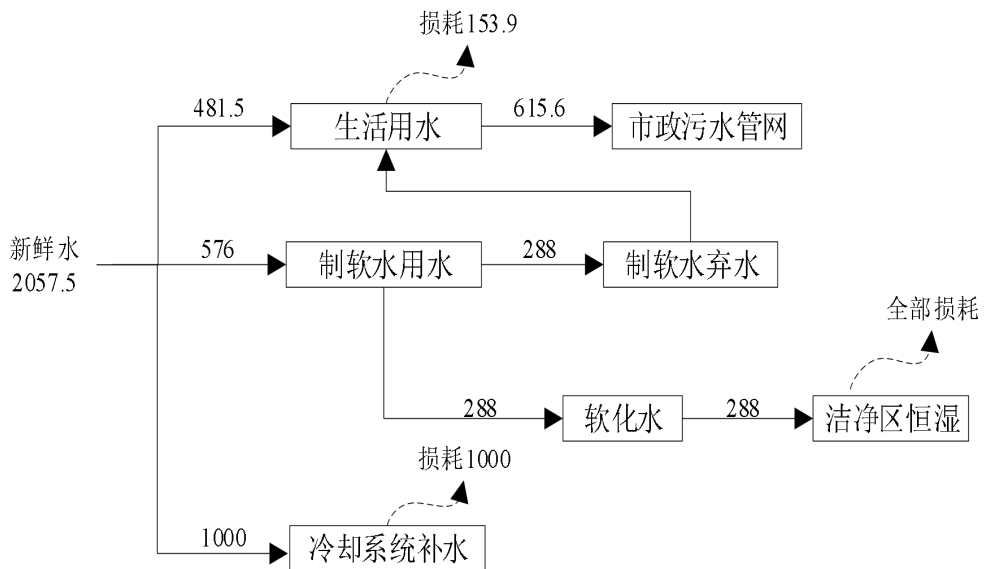 损耗153.9
481.5
生活用水
615.6
市政污水管网
新鲜水
2057.5
576
制软水用水
288
制软水弃水
全部损耗
288
软化水
288
洁净区恒湿
损耗1000
1000
冷却系统补水